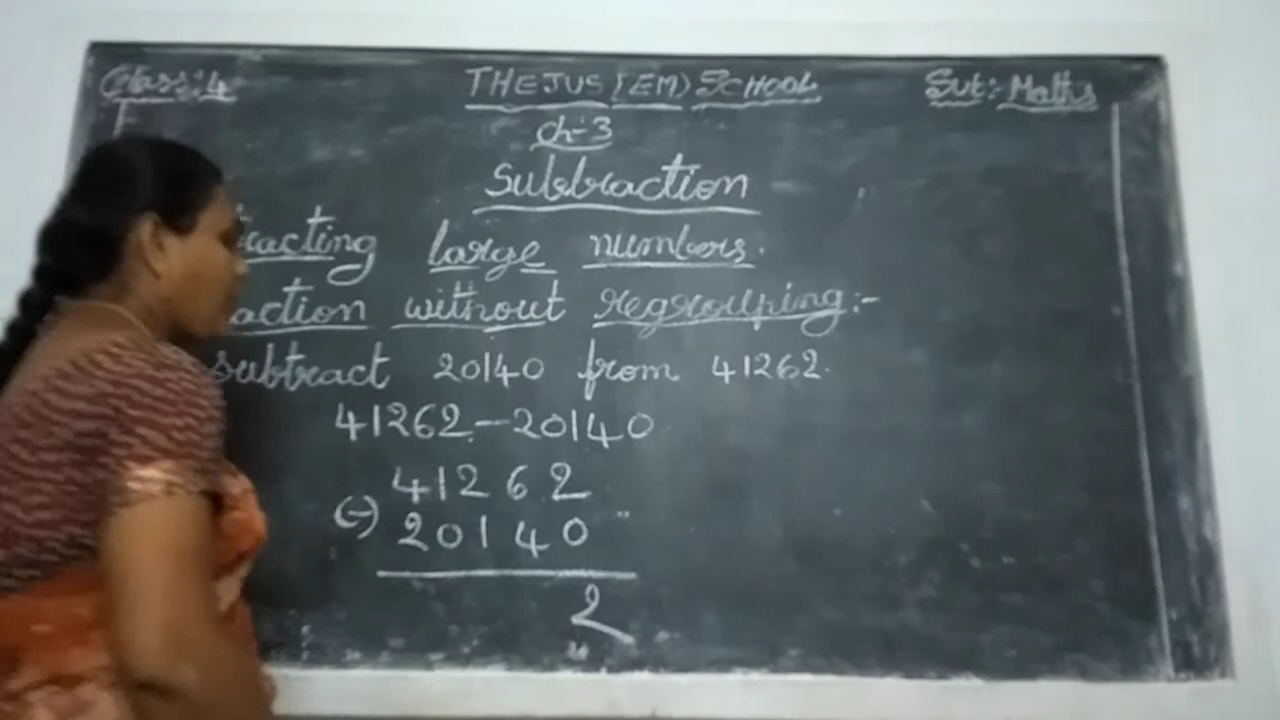 Class:4 THEJUS (EM) SCHOOL Sub:- Maths
Ch-3
Subtraction
tracting large numbers.
action without regrouping:-
subtract 20140 from 41262.
41262-20140
41262
(-) 20140
2